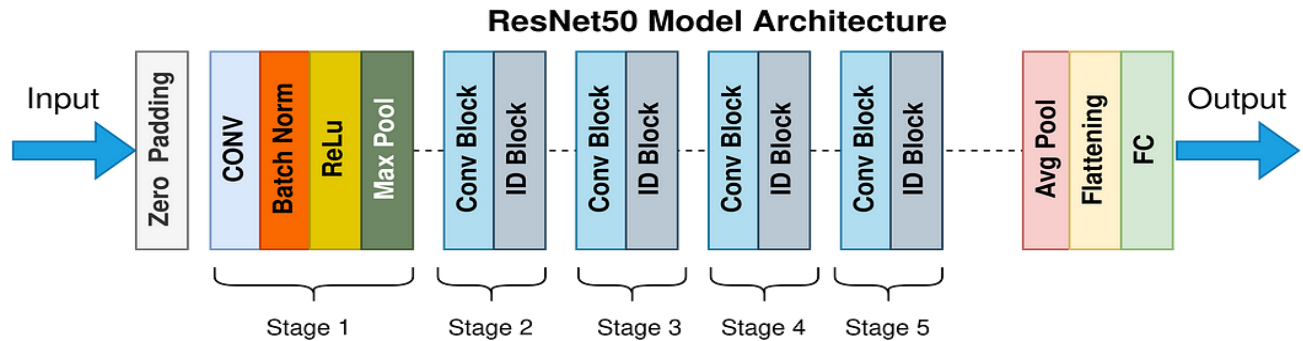 ResNet50 Model Architecture
Input
Zero Padding
CONV
Batch Norm
ReLu
Max Pool
Conv Block
ID Block
Conv Block
ID Block
Conv Block
ID Block
Conv Block
ID Block
Avg Pool
Flattening
FC
Output
Stage 1
Stage 2
Stage 3
Stage 4
Stage 5